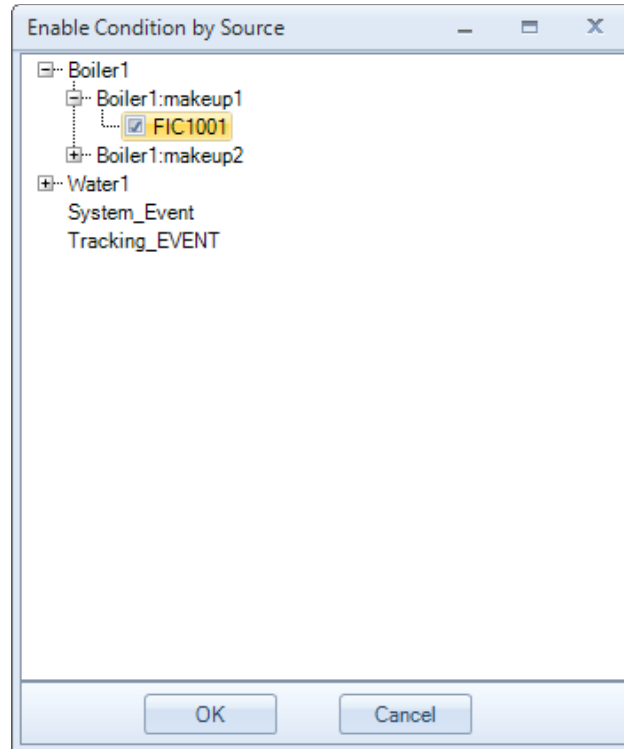 Enable Condition by Source
Boiler1
Boiler1:makeup1
FIC1001
Boiler1:makeup2
Water1
System_Event
Tracking_EVENT
OK Cancel